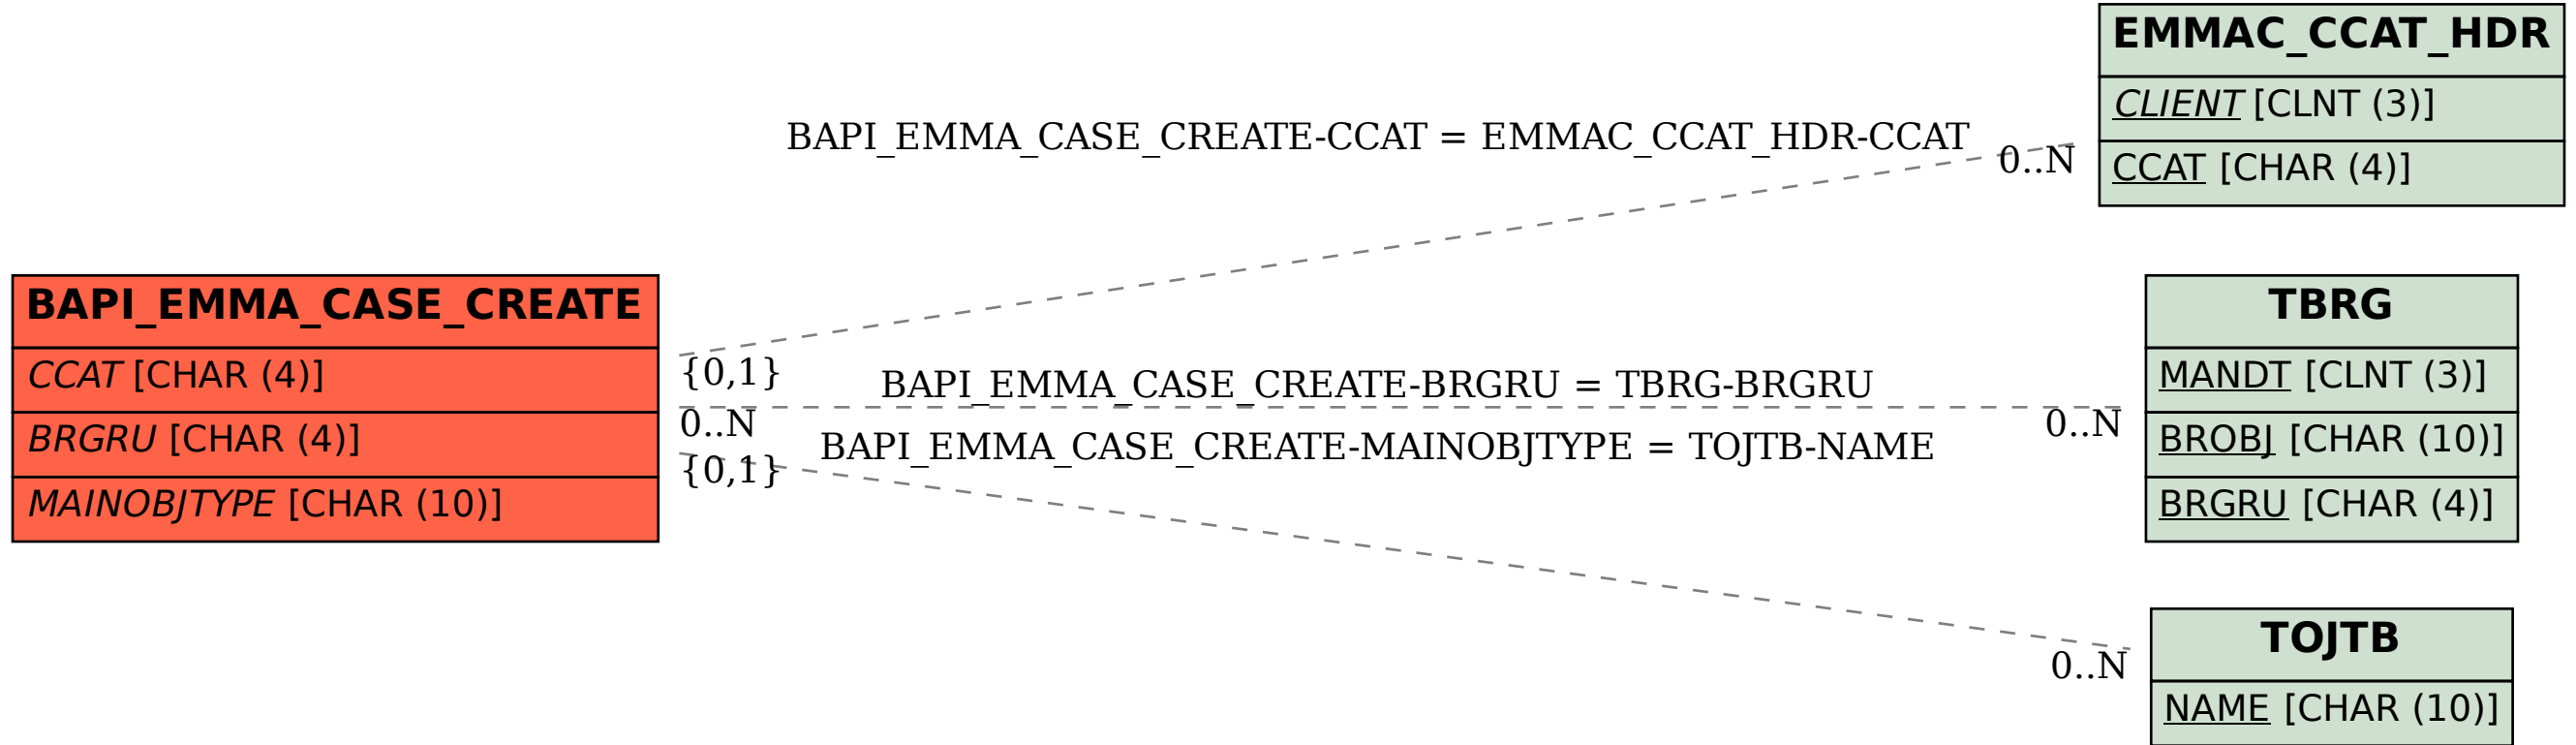 BAPI_EMMA_CASE_CREATE
CCAT [CHAR (4)]
BRGRU [CHAR (4)]
MAINOBJTYPE [CHAR (10)]
BAPI_EMMA_CASE_CREATE-CCAT = EMMAC_CCAT_HDR-CCAT
0..N
{0,1}
BAPI_EMMA_CASE_CREATE-BRGRU = TBRG-BRGRU
0..N
0..N
BAPI_EMMA_CASE_CREATE-MAINOBJTYPE = TOJTB-NAME
{0,1}
0..N
EMMAC_CCAT_HDR
CLIENT [CLNT (3)]
CCAT [CHAR (4)]
TBRG
MANDT [CLNT (3)]
BROBJ [CHAR (10)]
BRGRU [CHAR (4)]
TOJTB
NAME [CHAR (10)]